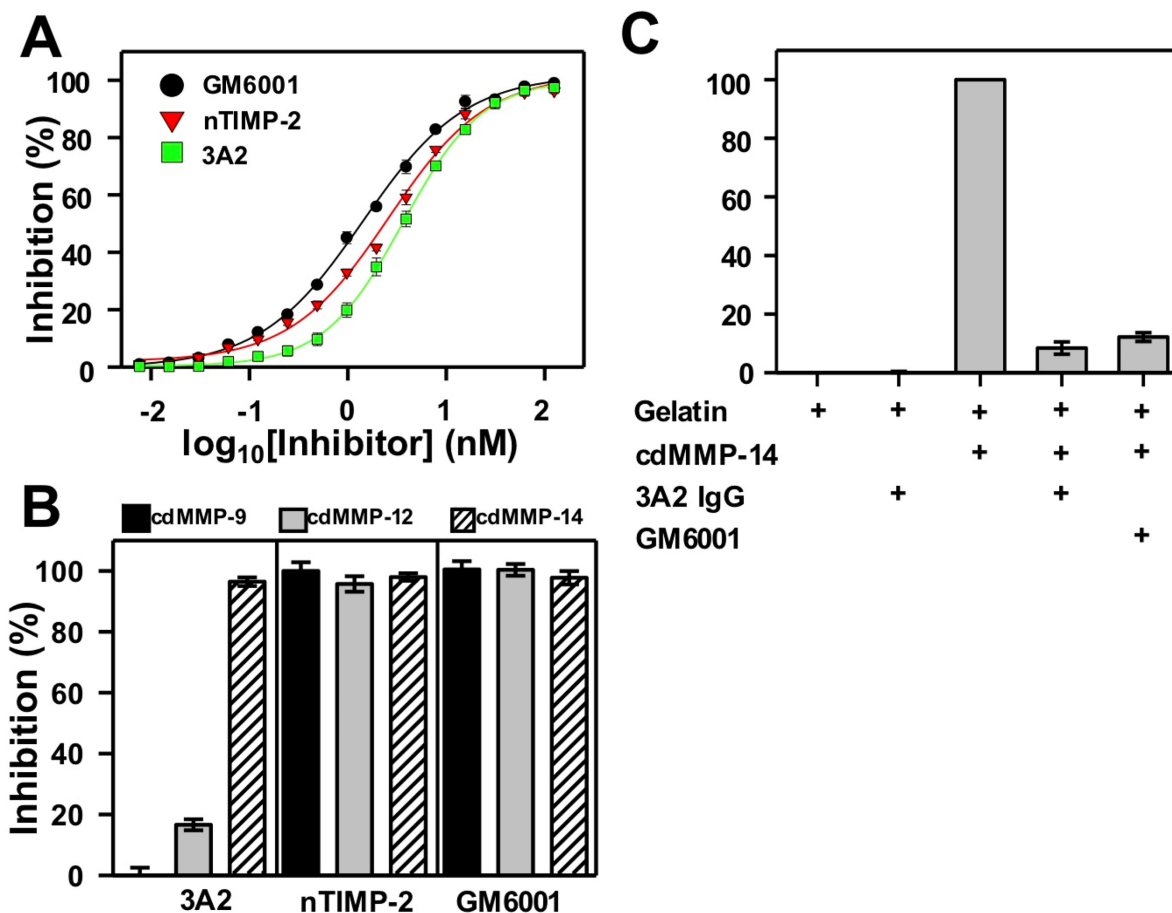 A
GM6001
nTIMP-2
3A2
Inhibition (%)
100
80
60
40
20
0
-2 -1 0 1 2
log10[Inhibitor] (nM)
B
cdMMP-9 cdMMP-12 cdMMP-14
Inhibition (%)
100
80
60
40
20
0
3A2 nTIMP-2 GM6001
C
100
80
60
40
20
0
Gelatin + + + + +
cdMMP-14 + + +
3A2 IgG + +
GM6001 +